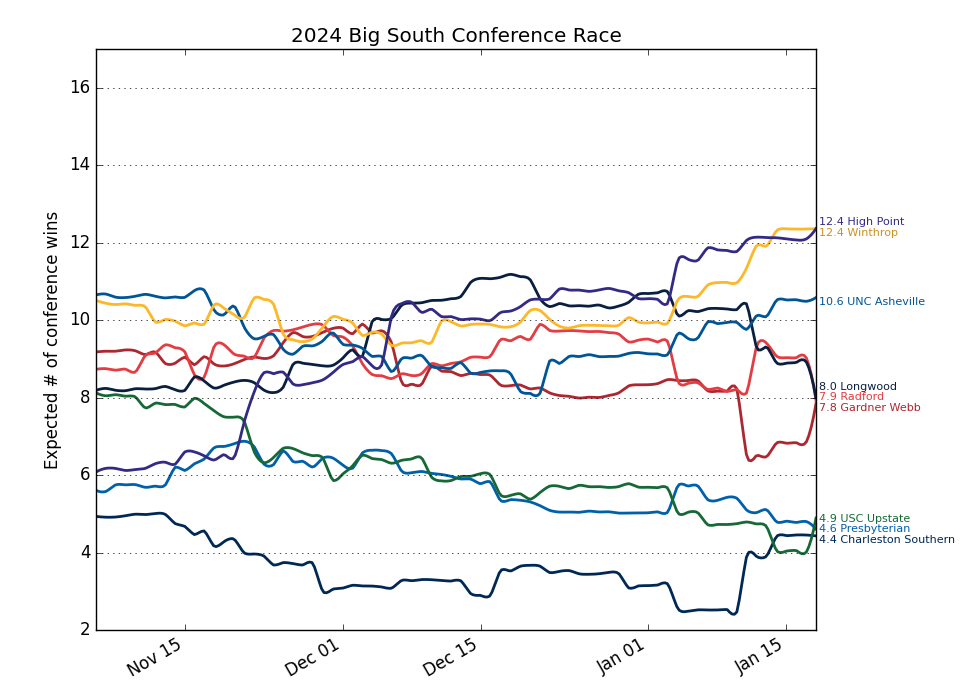 2024 Big South Conference Race
Expected # of conference wins
16
14
12
10
8
6
4
2
12.4 High Point
12.4 Winthrop
10.6 UNC Asheville
8.0 Longwood
7.9 Radford
7.8 Gardner Webb
4.9 USC Upstate
4.6 Presbyterian
4.4 Charleston Southern
Nov 15
Dec 01
Dec 15
Jan 01
Jan 15